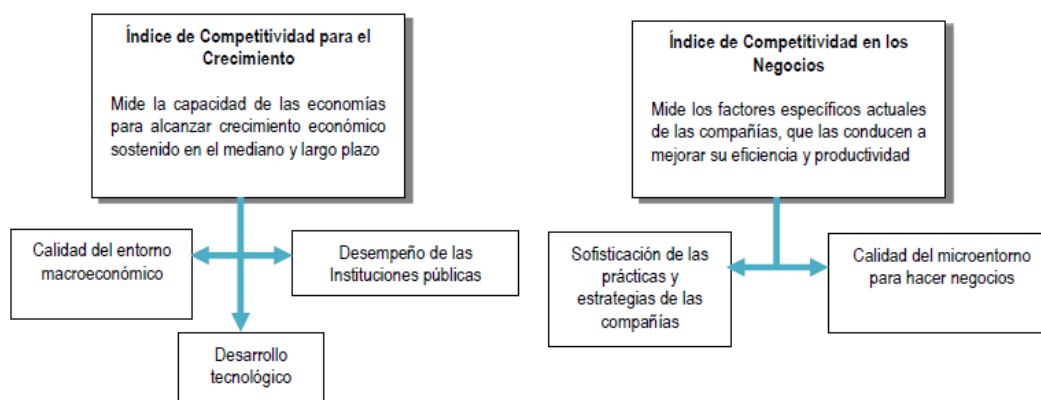 Índice de Competitividad para el
Crecimiento
Mide la capacidad de las economías
para alcanzar crecimiento económico
sostenido en el mediano y largo plazo
Calidad del entorno
macroeconómico
Desempeño de las
Instituciones públicas
Desarrollo
tecnológico
Índice de Competitividad en los
Negocios
Mide los factores específicos actuales
de las compañías, que las conducen a
mejorar su eficiencia y productividad
Sofisticación de las
prácticas y
estrategias de las
compañías
Calidad del microentorno
para hacer negocios